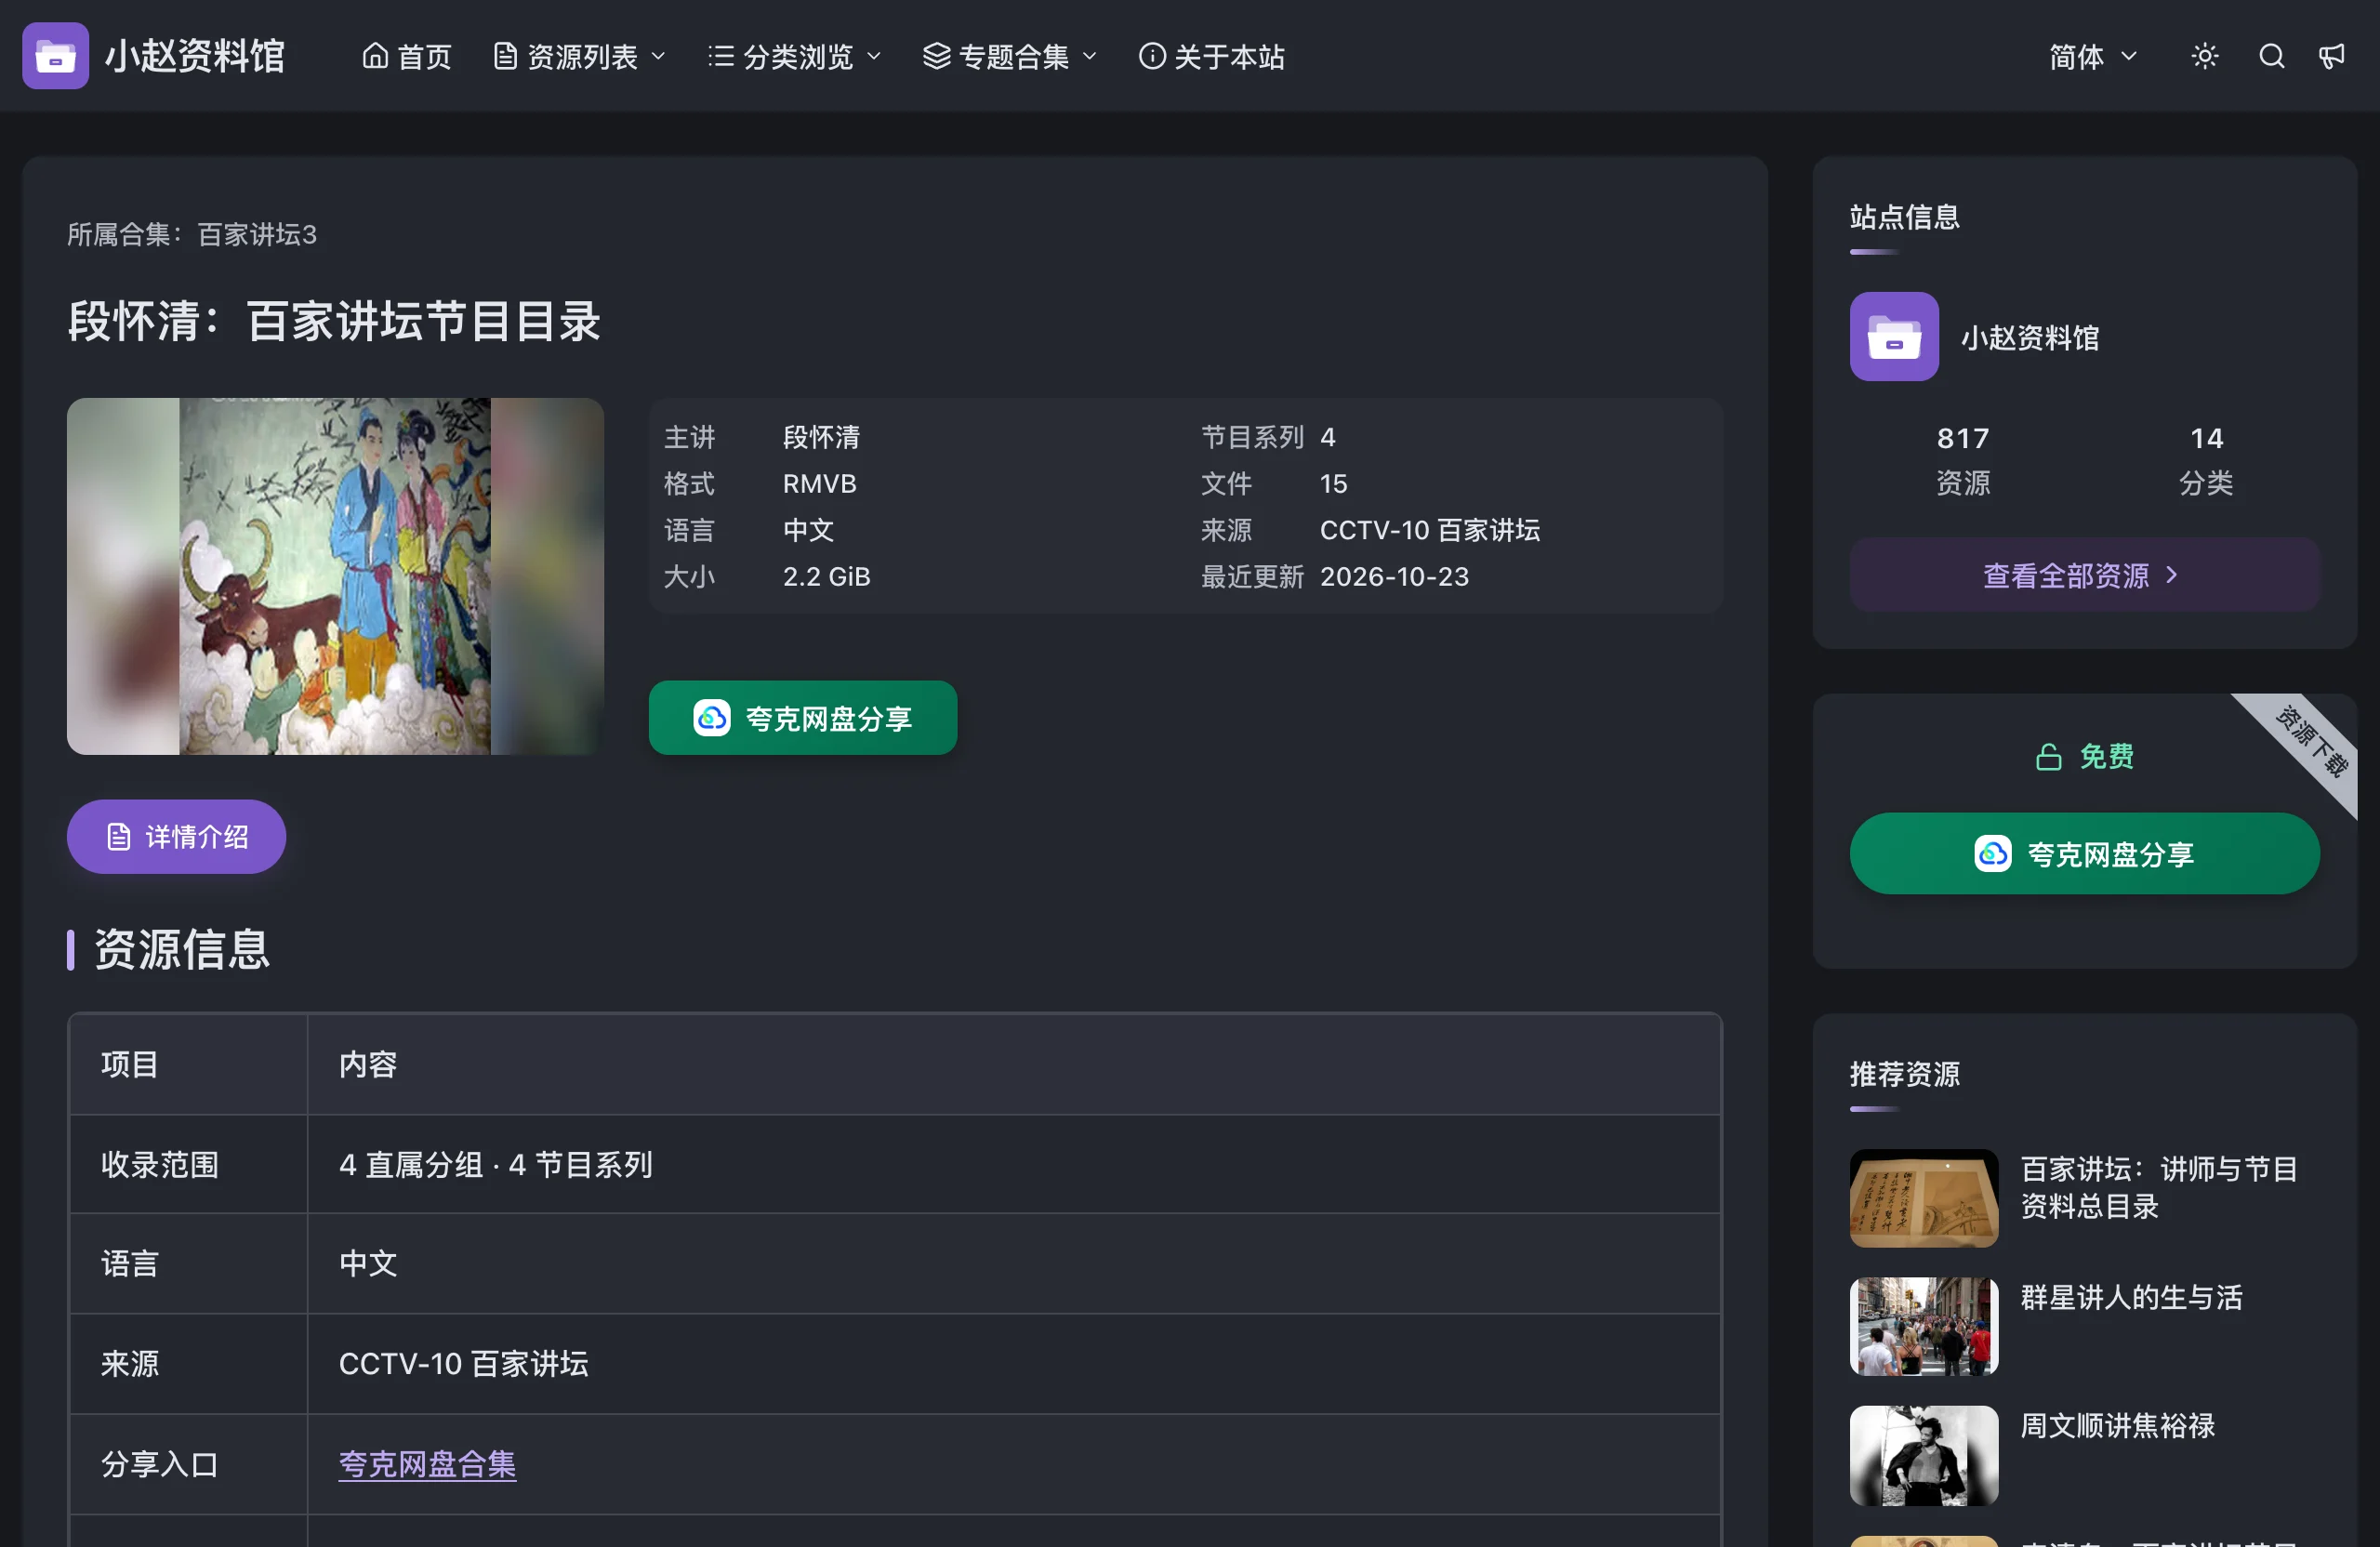 小赵资料馆
首页
资源列表
分类浏览
专题合集
关于本站
简体
所属合集：百家讲坛3
段怀清：百家讲坛节目目录
主讲 段怀清
节目系列 4
格式 RMVB
文件 15
语言 中文
来源 CCTV-10 百家讲坛
大小 2.2 GiB
最近更新 2026-10-23
夸克网盘分享
详情介绍
资源信息
项目 内容
收录范围 4 直属分组 · 4 节目系列
语言 中文
来源 CCTV-10 百家讲坛
分享入口 夸克网盘合集
站点信息
小赵资料馆
817 14
资源 分类
查看全部资源
资源下载
免费
夸克网盘分享
推荐资源
百家讲坛：讲师与节目
资料总目录
群星讲人的生与活
周文顺讲焦裕禄